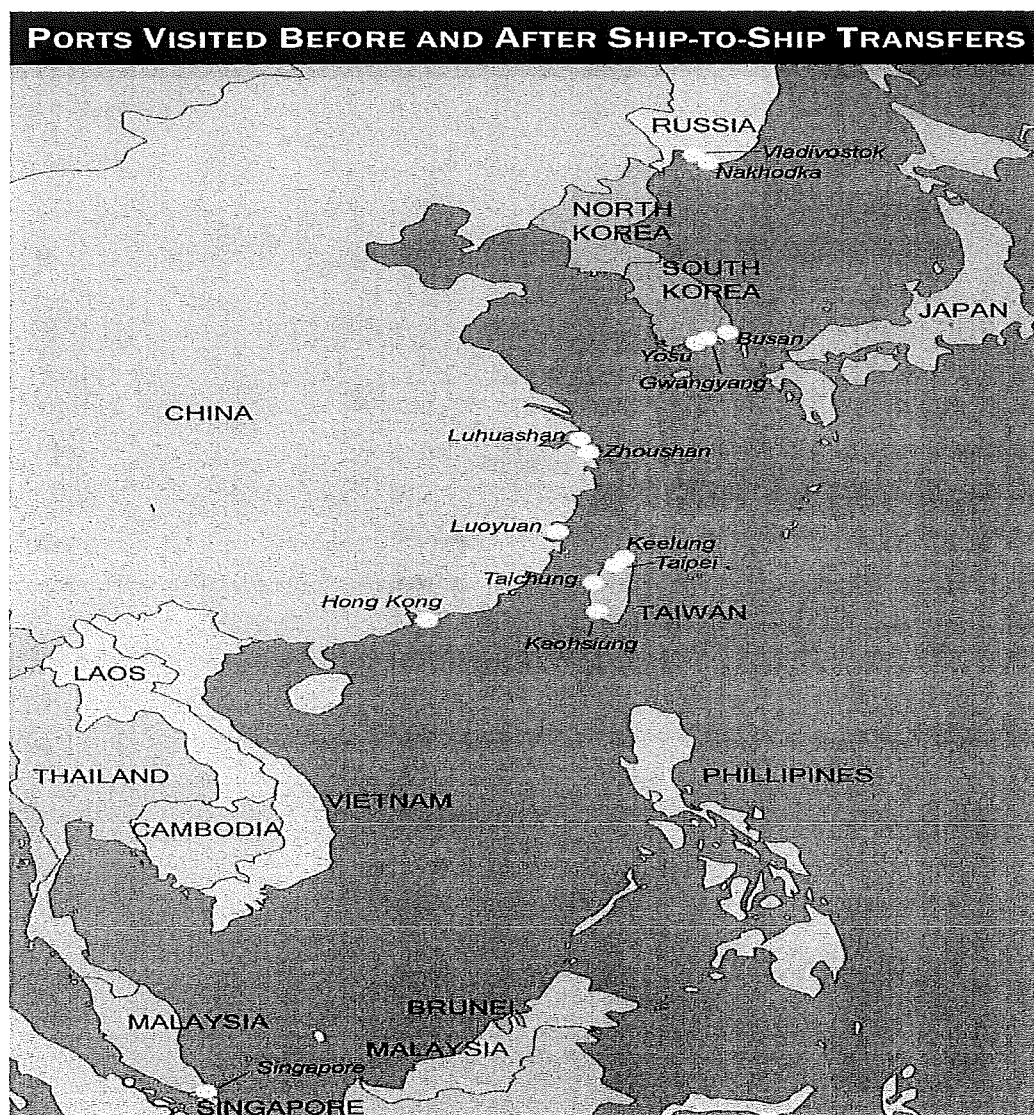 PORTS VISITED BEFORE AND AFTER SHIP-TO-SHIP TRANSFERS
RUSSIA
Vladivostok
Nakhodka
NORTH
KOREA
SOUTH
KOREA
JAPAN
Busan
Yosu
Gwangyang
CHINA
Luhuashan
Zhoushan
Luoyuan
Keelung
Taipei
Taichung
Hong Kong
TAIWAN
Kaohsiung
LAOS
THAILAND
PHILLIPINES
VIETNAM
CAMBODIA
BRUNEI
MALAYSIA
MALAYSIA
Singapore
SINGAPORE